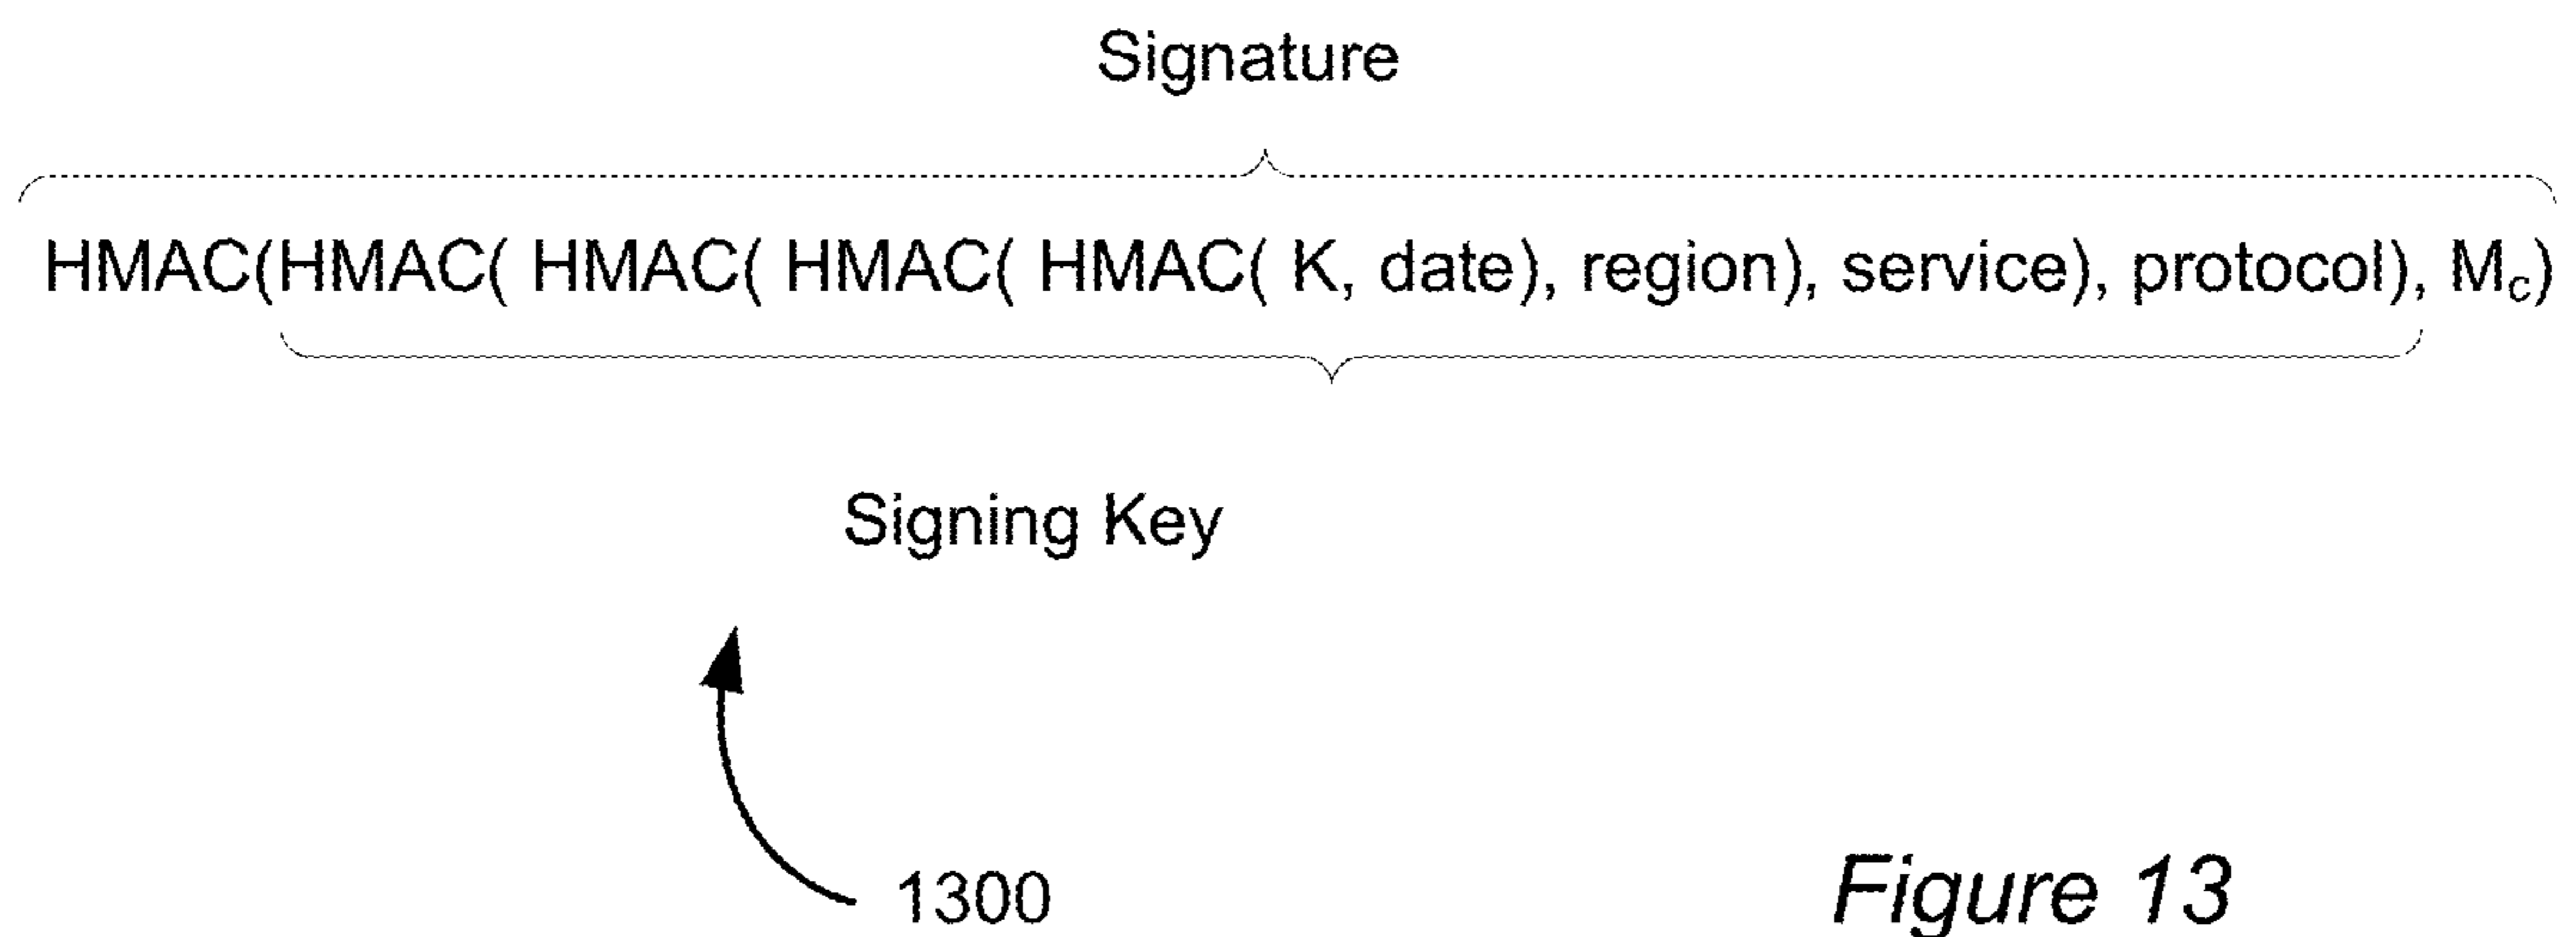 Signature
HMAC(HMAC( HMAC( HMAC( HMAC( K, date), region), service), protocol), Mc)
Signing Key
1300
Figure 13